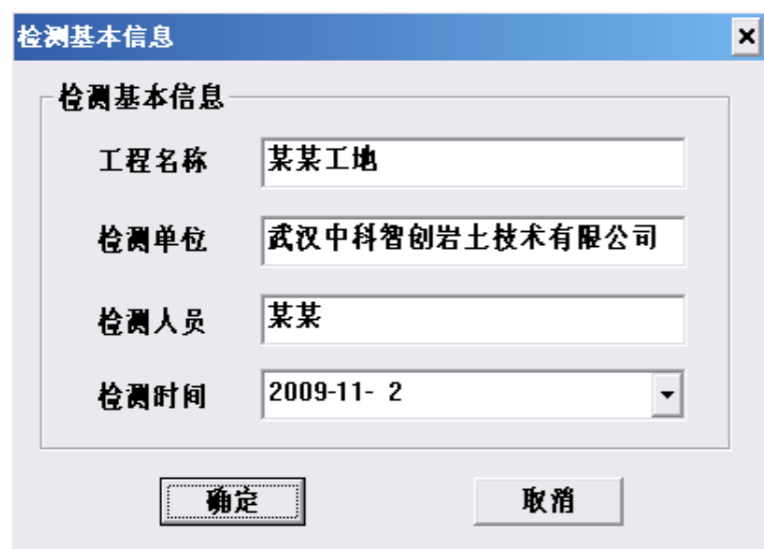 检测基本信息
检测基本信息
工程名称 某某工地
检测单位 武汉中科智创岩土技术有限公司
检测人员 某某
检测时间 2009-11- 2
确定 取消